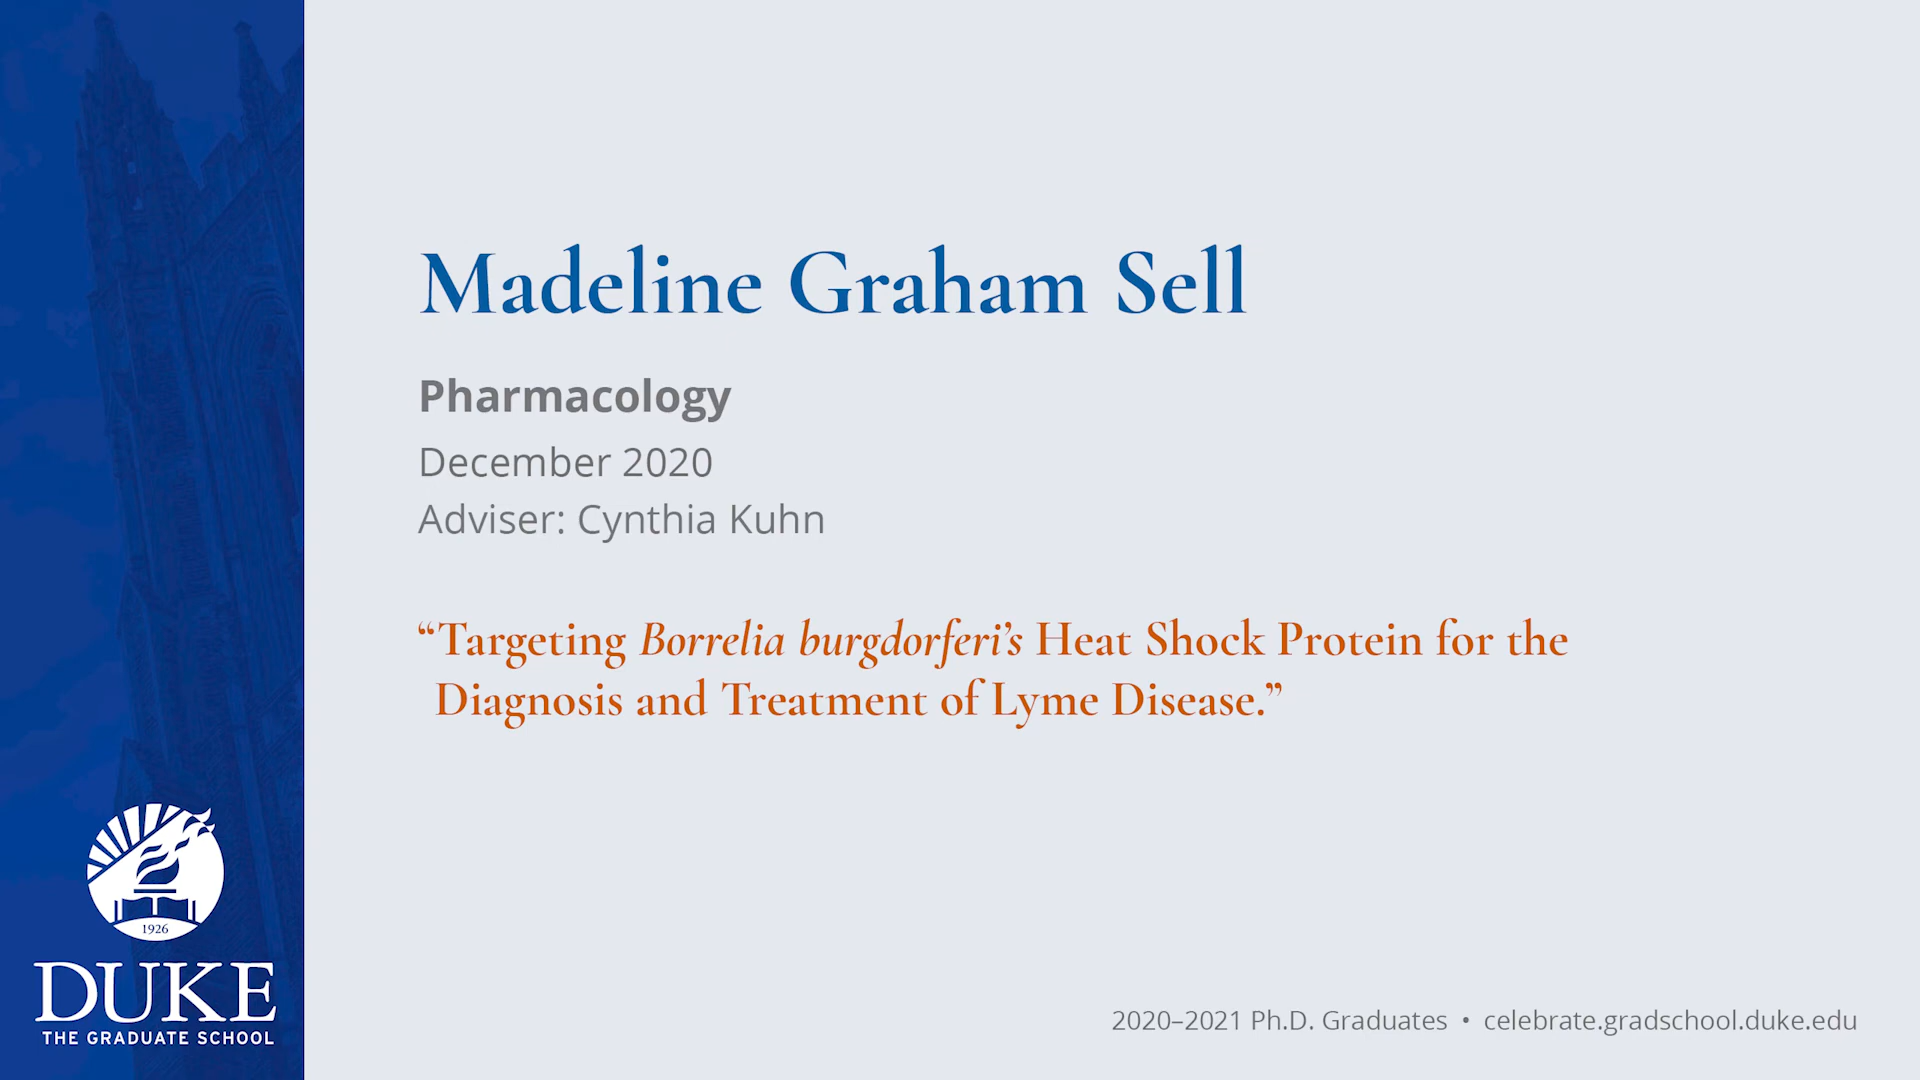 Madeline Graham Sell
Pharmacology
December 2020
Adviser: Cynthia Kuhn
“Targeting Borrelia burgdorferi’s Heat Shock Protein for the
Diagnosis and Treatment of Lyme Disease.”
1926
DUKE
THE GRADUATE SCHOOL
2020–2021 Ph.D. Graduates • celebrate.gradschool.duke.edu